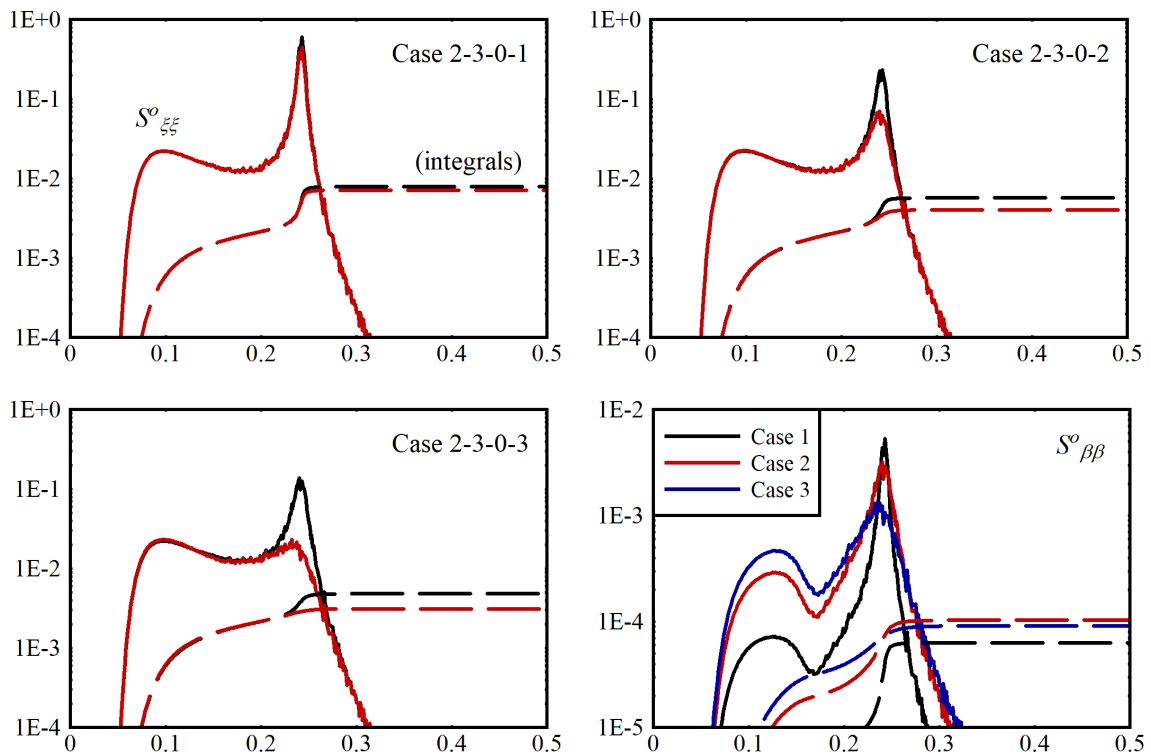 1E+0
Case 2-3-0-1
1E-1
S°ξξ
(integrals)
1E-2
1E-3
1E-4
0 0.1 0.2 0.3 0.4 0.5
1E+0
Case 2-3-0-2
1E-1
1E-2
1E-3
1E-4
0 0.1 0.2 0.3 0.4 0.5
1E+0
Case 2-3-0-3
1E-1
1E-2
1E-3
1E-4
0 0.1 0.2 0.3 0.4 0.5
1E-2
Case 1
Case 2
Case 3
S°ββ
1E-3
1E-4
1E-5
0 0.1 0.2 0.3 0.4 0.5